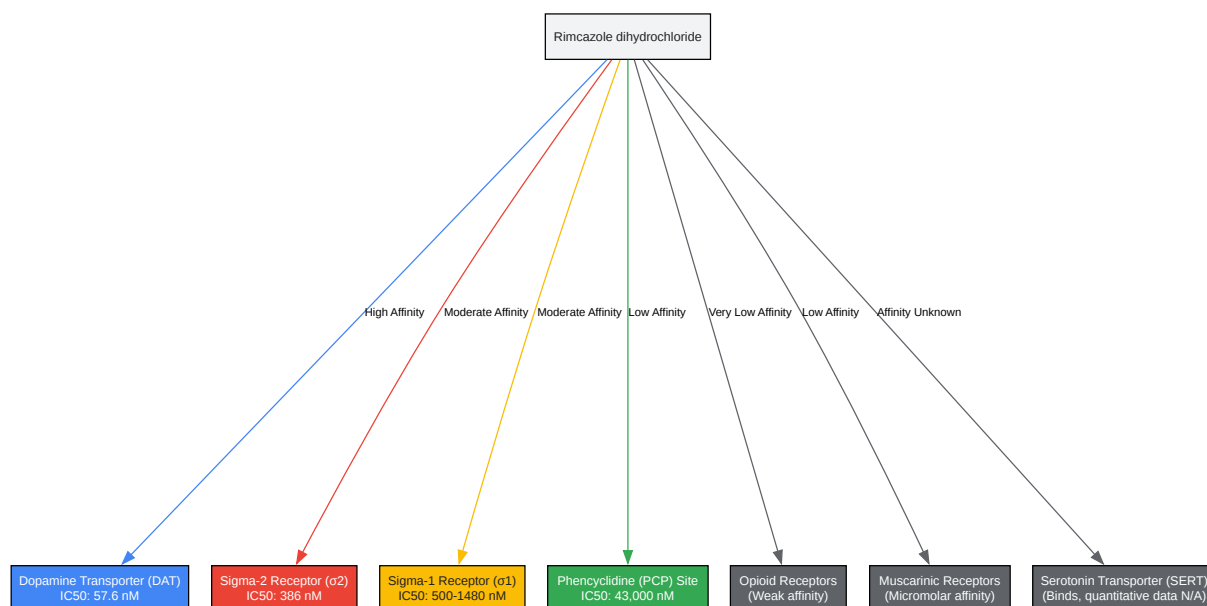 Rimcazole dihydrochloride
High Affinity
Moderate Affinity
Moderate Affinity
Low Affinity
Very Low Affinity
Low Affinity
Affinity Unknown
Dopamine Transporter (DAT)
IC50: 57.6 nM
Sigma-2 Receptor (σ2)
IC50: 386 nM
Sigma-1 Receptor (σ1)
IC50: 500-1480 nM
Phencyclidine (PCP) Site
IC50: 43,000 nM
Opioid Receptors
(Weak affinity)
Muscarinic Receptors
(Micromolar affinity)
Serotonin Transporter (SERT)
(Binds, quantitative data N/A)